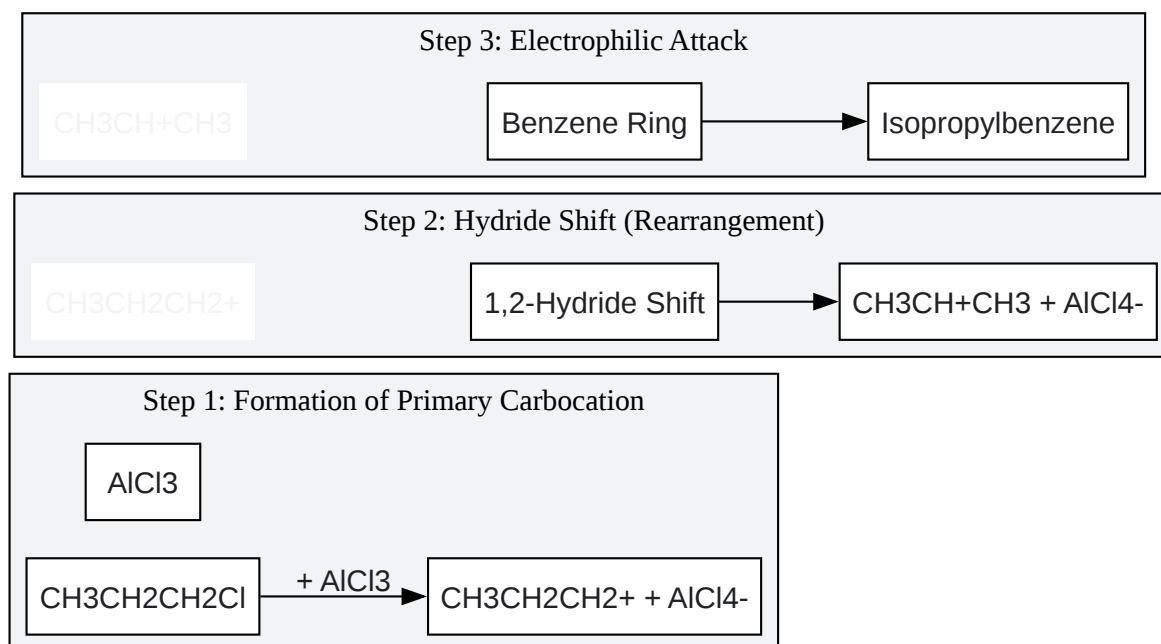 Step 3: Electrophilic Attack
CH3CH+CH3
Benzene Ring
Isopropylbenzene
Step 2: Hydride Shift (Rearrangement)
CH3CH2CH2+
1,2-Hydride Shift
CH3CH+CH3 + AlCl4-
Step 1: Formation of Primary Carbocation
AlCl3
CH3CH2CH2Cl
+ AlCl3
CH3CH2CH2+ + AlCl4-